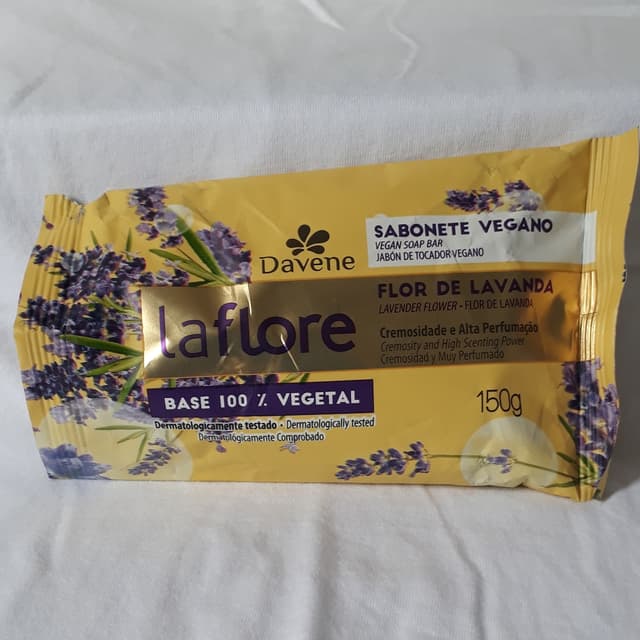 Davene
SABONETE VEGANO
VEGAN SOAP BAR
JABÓN DE TOCADOR VEGANO
laflore
FLOR DE LAVANDA
LAVENDER FLOWER • FLOR DE LAVANDA
Cremosidade e Alta Perfumação
Cremosity and High Scenting Power
Cremosidad y Muy Perfumado
BASE 100 % VEGETAL
150g
Dermatologicamente testado • Dermatologically tested
Dermatológicamente Comprobado